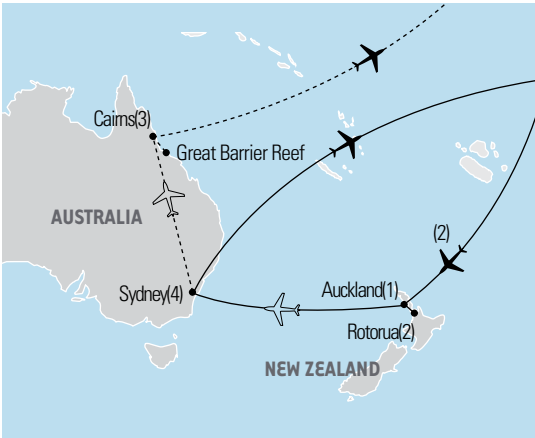 Cairns(3)
Great Barrier Reef
AUSTRALIA
(2)
Sydney(4)
Auckland(1)
Rotorua(2)
NEW ZEALAND